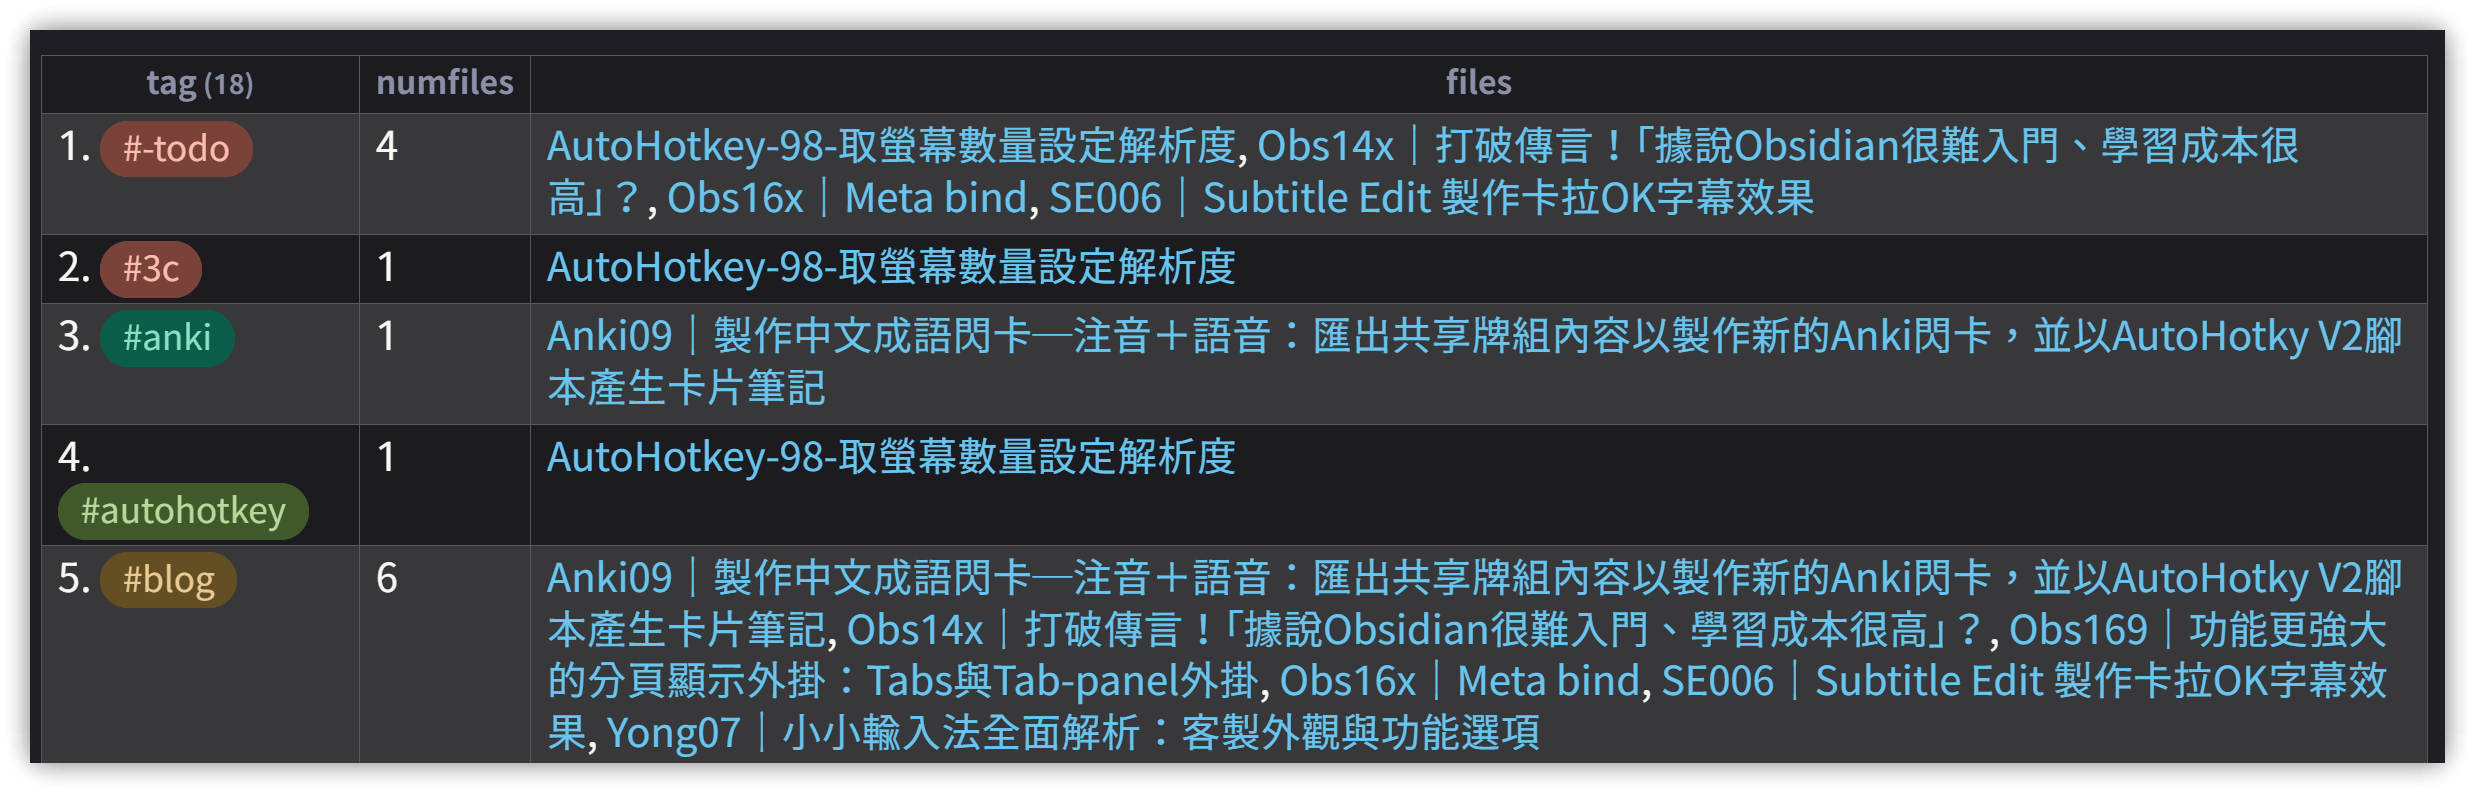 tag (18) numfiles files
1. #-todo 4 AutoHotkey-98-取螢幕數量設定解析度, Obs14x｜打破傳言！「據說Obsidian很難入門、學習成本很
高」？, Obs16x｜Meta bind, SE006｜Subtitle Edit 製作卡拉OK字幕效果
2. #3c 1 AutoHotkey-98-取螢幕數量設定解析度
3. #anki 1 Anki09｜製作中文成語閃卡─注音＋語音：匯出共享牌組內容以製作新的Anki閃卡，並以AutoHotky V2腳
本產生卡片筆記
4. 1 AutoHotkey-98-取螢幕數量設定解析度
#autohotkey
5. #blog 6 Anki09｜製作中文成語閃卡─注音＋語音：匯出共享牌組內容以製作新的Anki閃卡，並以AutoHotky V2腳
本產生卡片筆記, Obs14x｜打破傳言！「據說Obsidian很難入門、學習成本很高」？, Obs169｜功能更強大
的分頁顯示外掛：Tabs與Tab-panel外掛, Obs16x｜Meta bind, SE006｜Subtitle Edit 製作卡拉OK字幕效
果, Yong07｜小小輸入法全面解析：客製外觀與功能選項